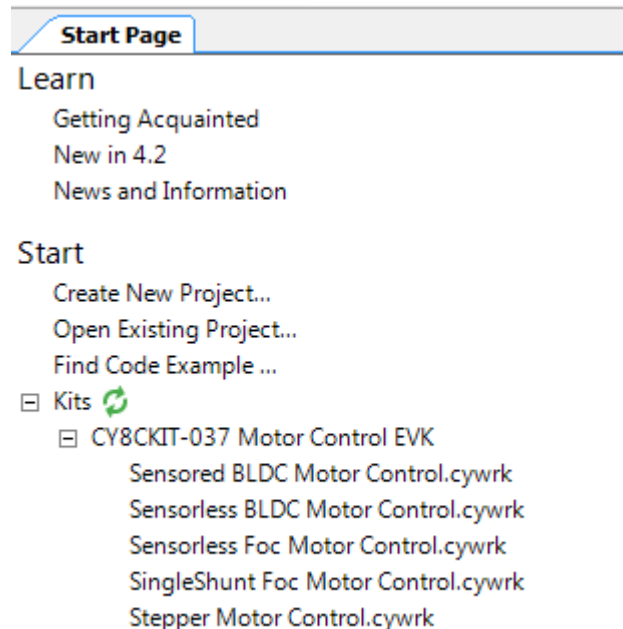 Start Page
Learn
Getting Acquainted
New in 4.2
News and Information
Start
Create New Project...
Open Existing Project...
Find Code Example ...
Kits
CY8CKIT-037 Motor Control EVK
Sensored BLDC Motor Control.cywrk
Sensorless BLDC Motor Control.cywrk
Sensorless Foc Motor Control.cywrk
SingleShunt Foc Motor Control.cywrk
Stepper Motor Control.cywrk